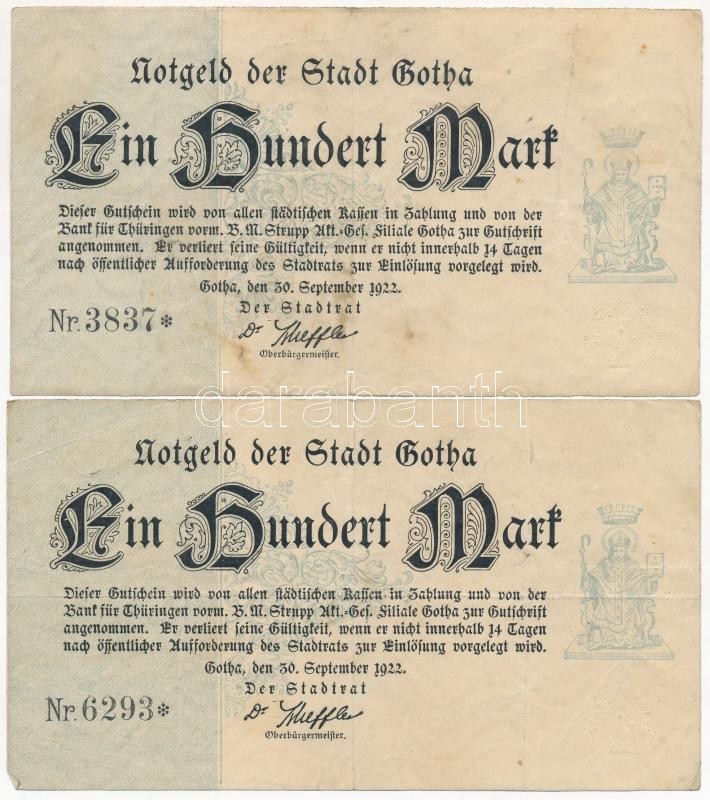 Notgeld der Stadt Gotha
Ein Hundert Mark
Dieser Gutschein wird von allen städtischen Kassen in Zahlung und von der
Bank für Thüringen vorm. B. M. Strupp Akt.-Ges. Filiale Gotha zur Gutschrift
angenommen. Er verliert seine Gültigkeit, wenn er nicht innerhalb 14 Tagen
nach öffentlicher Aufforderung des Stadtrats zur Einlösung vorgelegt wird.
Gotha, den 30. September 1922.
Der Stadtrat
Nr. 3837*
Dr. Scheffler
Oberbürgermeister.
darabanth
Notgeld der Stadt Gotha
Ein Hundert Mark
Dieser Gutschein wird von allen städtischen Kassen in Zahlung und von der
Bank für Thüringen vorm. B. M. Strupp Akt.-Ges. Filiale Gotha zur Gutschrift
angenommen. Er verliert seine Gültigkeit, wenn er nicht innerhalb 14 Tagen
nach öffentlicher Aufforderung des Stadtrats zur Einlösung vorgelegt wird.
Gotha, den 30. September 1922.
Der Stadtrat
Nr. 6293*
Dr. Scheffler
Oberbürgermeister.